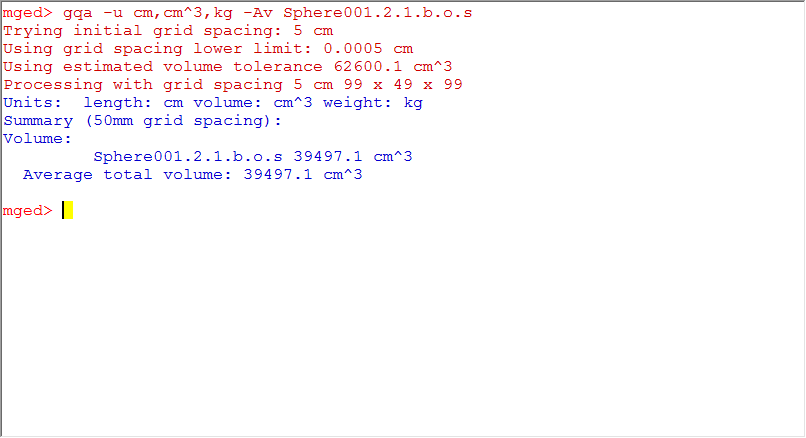 mged> gqa -u cm,cm^3,kg -Av Sphere001.2.1.b.o.s
Trying initial grid spacing: 5 cm
Using grid spacing lower limit: 0.0005 cm
Using estimated volume tolerance 62600.1 cm^3
Processing with grid spacing 5 cm 99 x 49 x 99
Units:  length: cm volume: cm^3 weight: kg
Summary (50mm grid spacing):
Volume:
         Sphere001.2.1.b.o.s 39497.1 cm^3
  Average total volume: 39497.1 cm^3
mged>